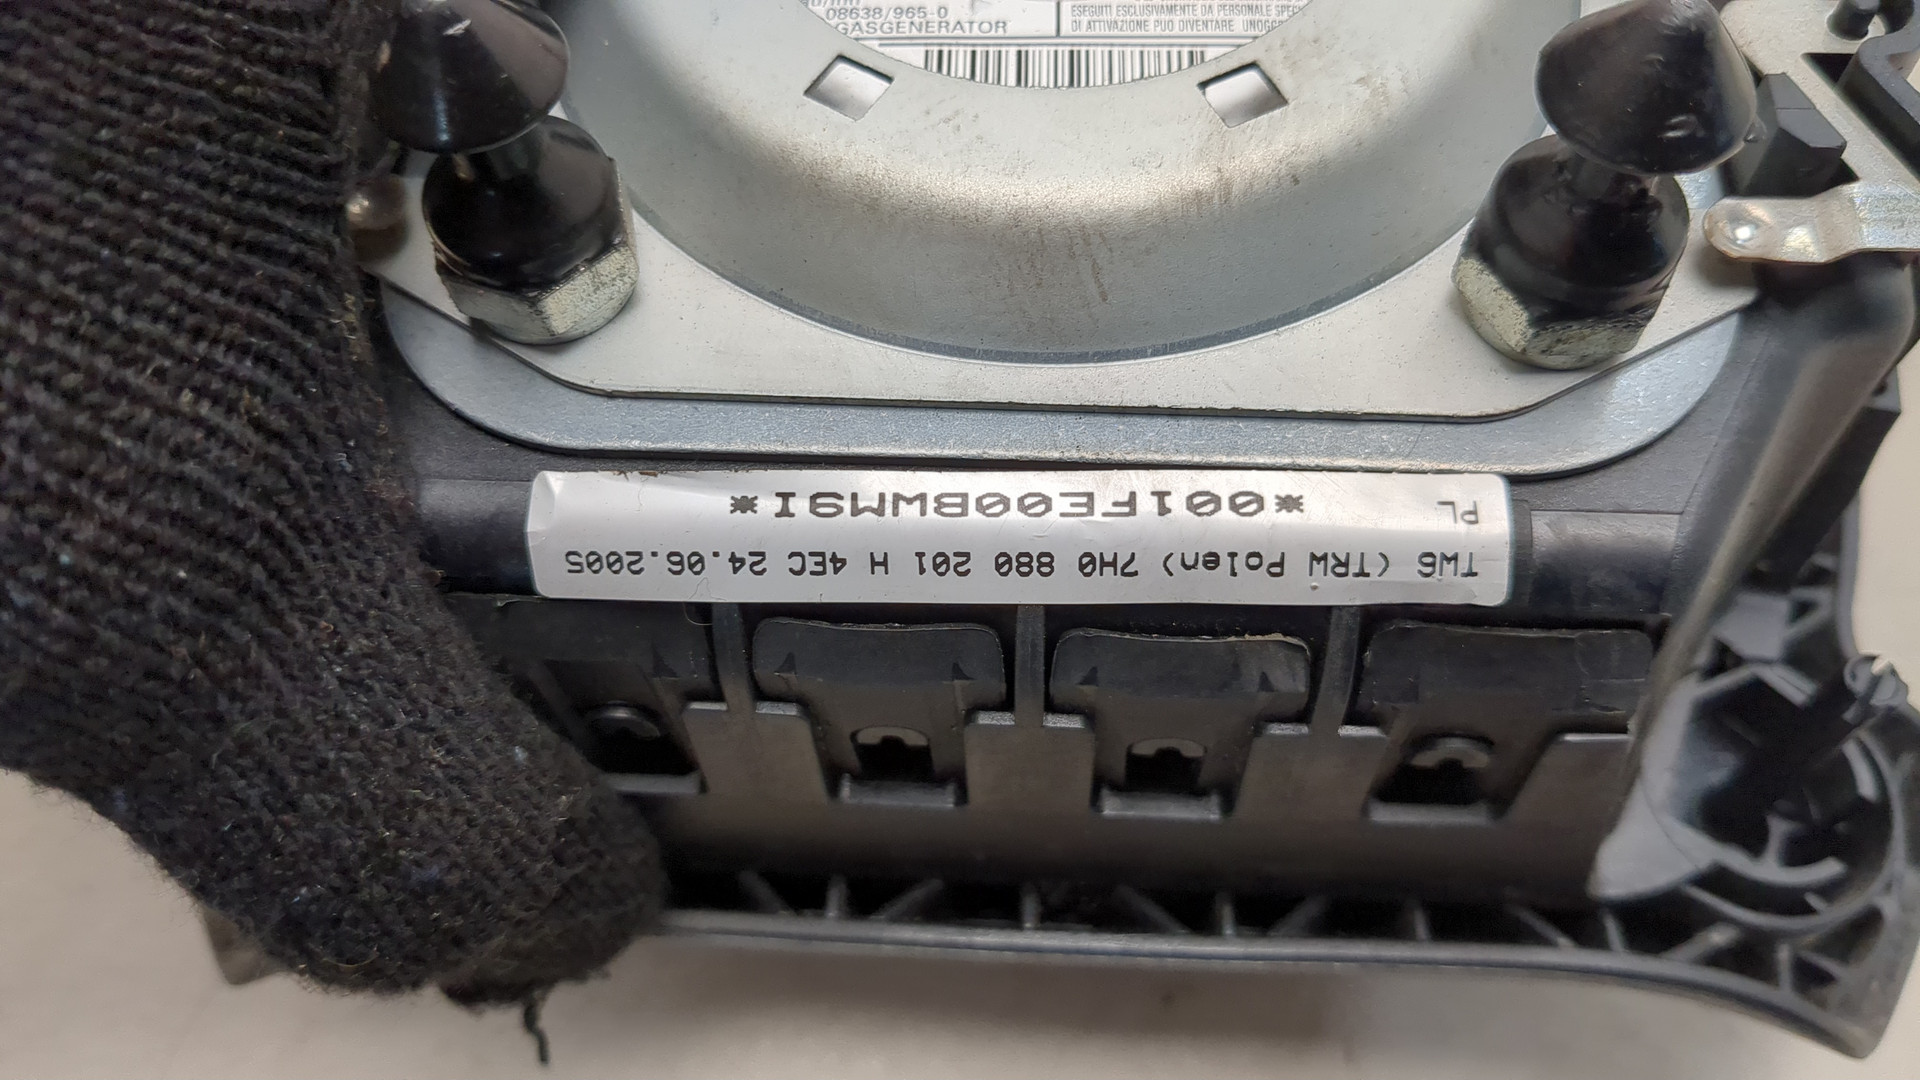 08638/965-0
GASGENERATOR
ESEGUITI ESCLUSIVAMENTE DA PERSONALE
DI ATTIVAZIONE PUÒ DIVENTARE
TW6 (TRW Polen) 7H0 880 201 H 4EC 24.06.2005
PL *001FE00BWM9I*